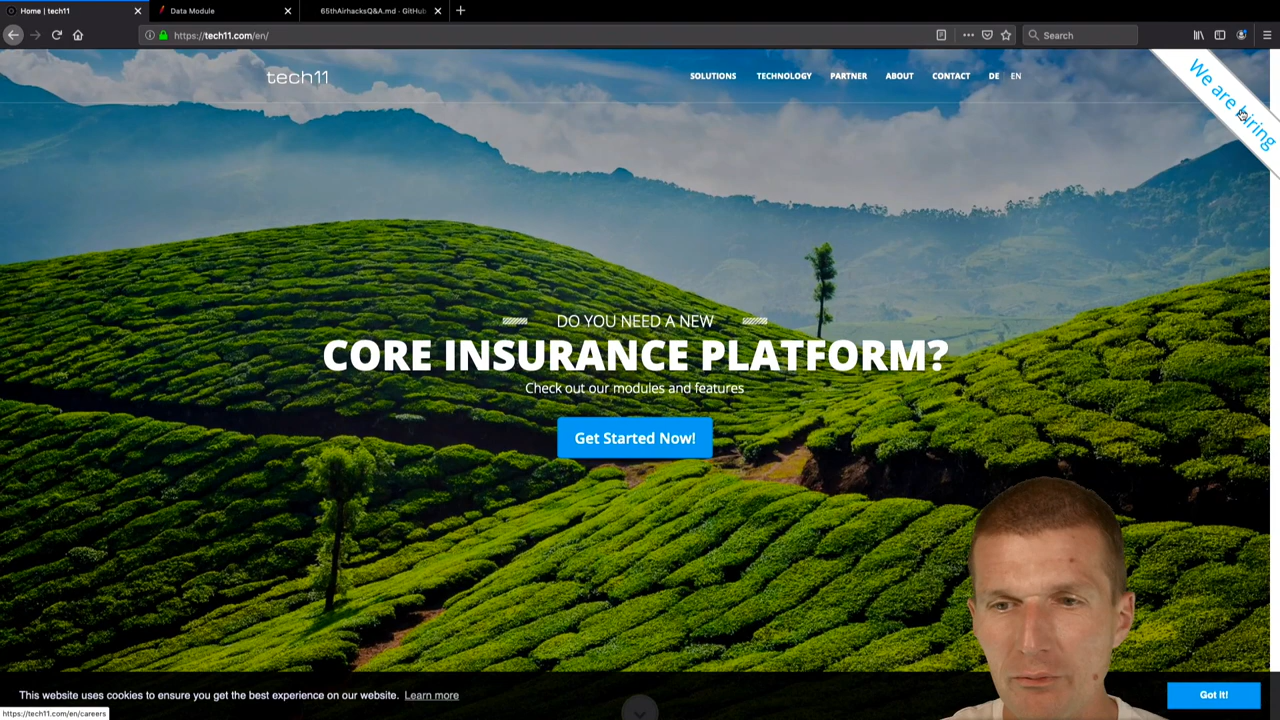 Home | tech11
Data Module
65thAirhacksQ&A.md - GitHub
https://tech11.com/en/
Search
tech11
SOLUTIONS
TECHNOLOGY
PARTNER
ABOUT
CONTACT
DE
EN
We are hiring
DO YOU NEED A NEW
CORE INSURANCE PLATFORM?
Check out our modules and features
Get Started Now!
This website uses cookies to ensure you get the best experience on our website. Learn more
Got it!
https://tech11.com/en/careers